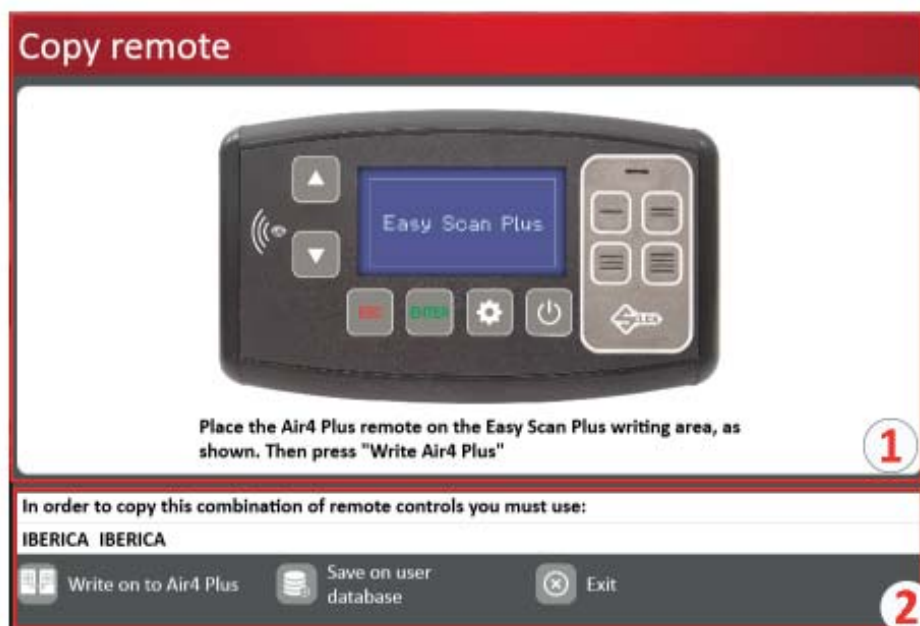 Copy remote
Easy Scan Plus
ESC
ENTER
SILCA
Place the Air4 Plus remote on the Easy Scan Plus writing area, as
shown. Then press "Write Air4 Plus"
1
In order to copy this combination of remote controls you must use:
IBERICA IBERICA
Write on to Air4 Plus
Save on user
database
Exit
2